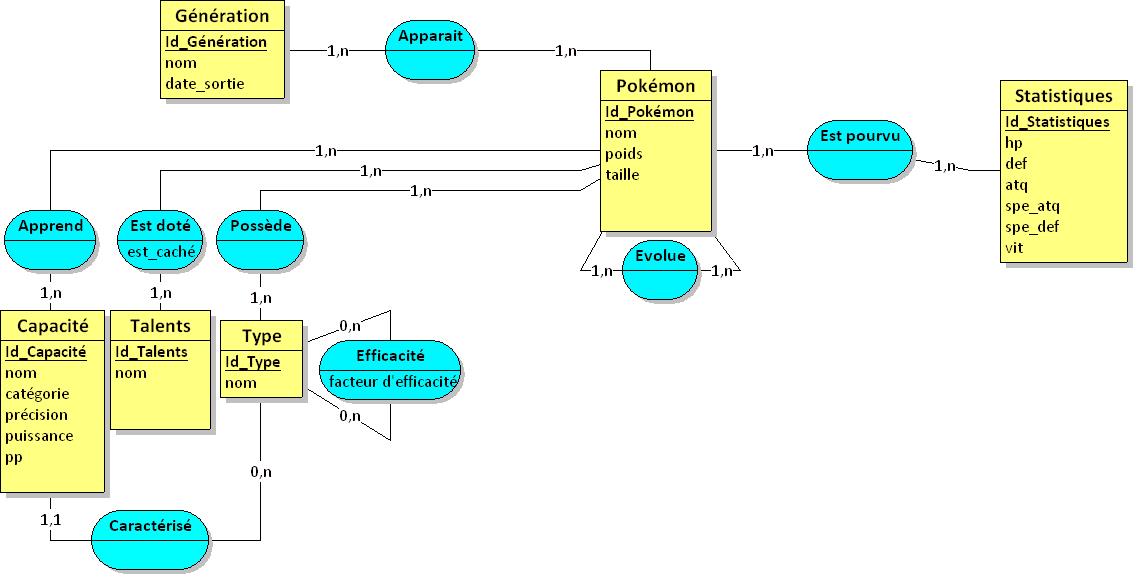 Génération
Id_Génération
nom
date_sortie
1,n
Apparait
1,n
Pokémon
Id_Pokémon
nom
poids
taille
1,n
Est pourvu
1,n
Statistiques
Id_Statistiques
hp
def
atq
spe_atq
spe_def
vit
1,n
1,n
1,n
Apprend
Est doté
est_caché
Possède
1,n
Evolue
1,n
1,n
1,n
1,n
Capacité
Id_Capacité
nom
catégorie
précision
puissance
pp
Talents
Id_Talents
nom
Type
Id_Type
nom
0,n
Efficacité
facteur d'efficacité
0,n
0,n
1,1
Caractérisé